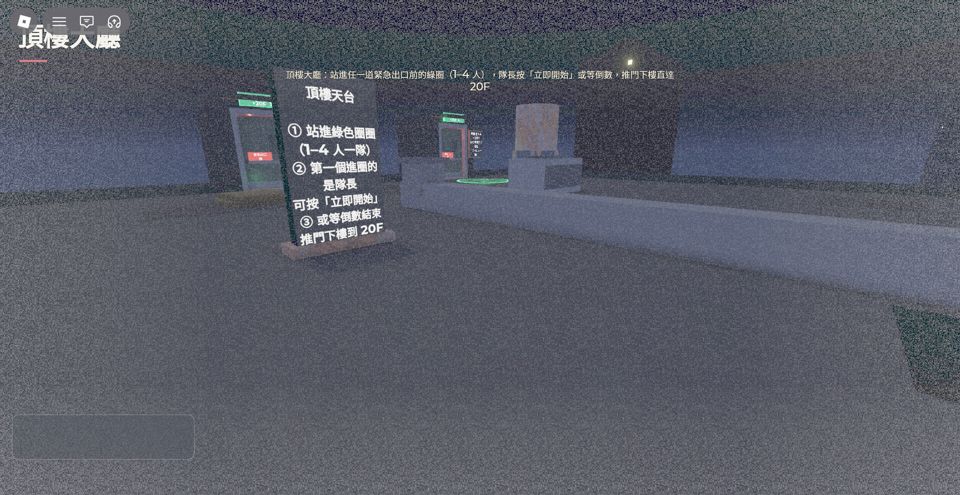 頂樓大廳
頂樓大廳：站進任一道緊急出口前的綠圈（1–4 人），隊長按「立即開始」或等倒數，推門下樓直達
20F
頂樓天台
① 站進綠色圈圈
（1–4 人一隊）
② 第一個進圈的
是隊長
可按「立即開始」
③ 或等倒數結束
推門下樓到 20F